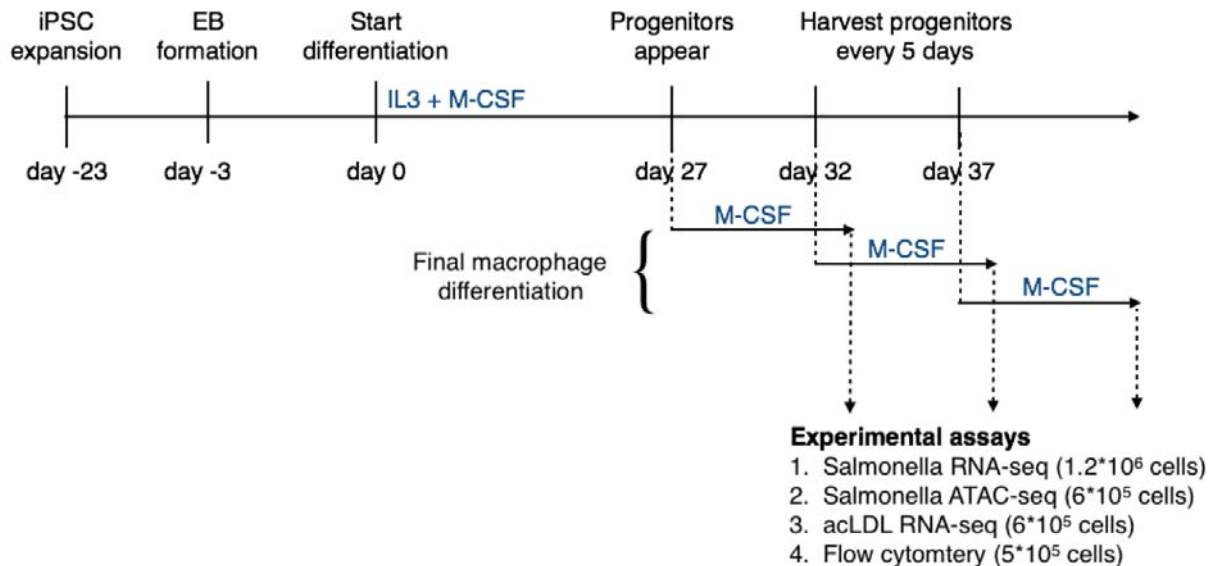 iPSC
expansion
EB
formation
Start
differentiation
Progenitors
appear
Harvest progenitors
every 5 days
IL3 + M-CSF
day -23
day -3
day 0
day 27
day 32
day 37
M-CSF
M-CSF
M-CSF
Final macrophage
differentiation
Experimental assays
1. Salmonella RNA-seq (1.2*10⁶ cells)
2. Salmonella ATAC-seq (6*10⁵ cells)
3. acLDL RNA-seq (6*10⁵ cells)
4. Flow cytomtery (5*10⁵ cells)